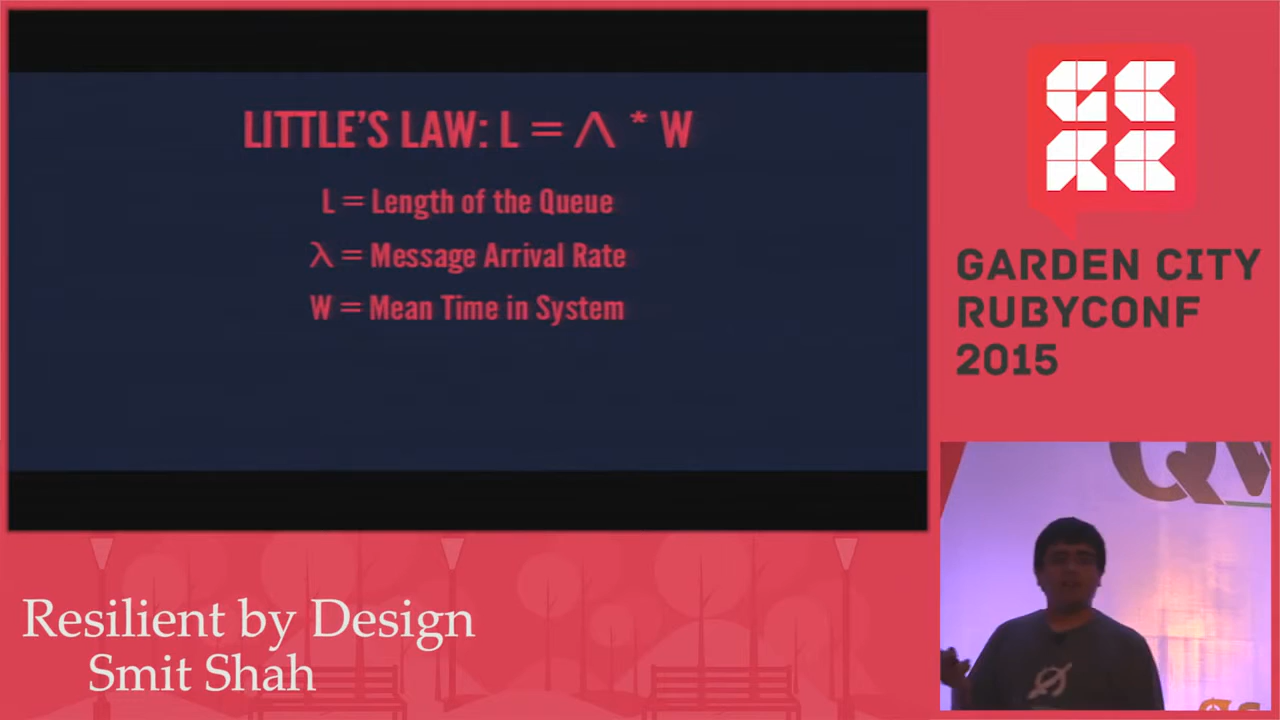 LITTLE'S LAW: L = Λ * W
L = Length of the Queue
λ = Message Arrival Rate
W = Mean Time in System
GARDEN CITY
RUBYCONF
2015
Resilient by Design
Smit Shah